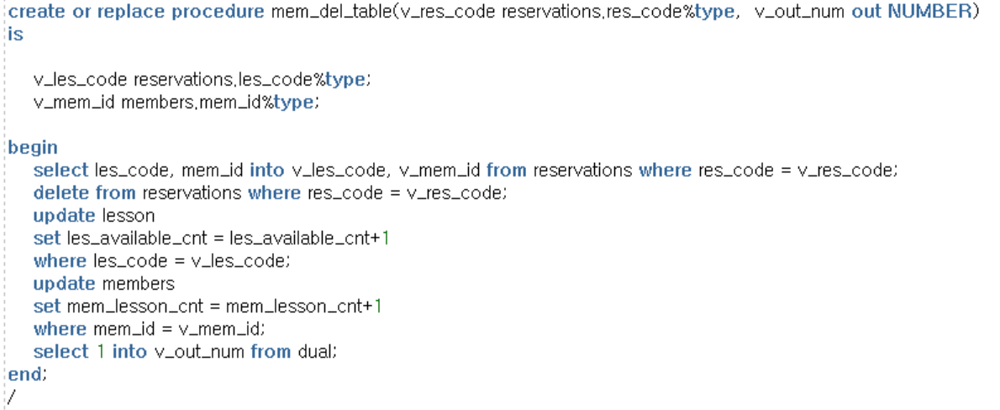 create or replace procedure mem_del_table(v_res_code reservations.res_code%type,  v_out_num out NUMBER)
is
v_les_code reservations.les_code%type;
v_mem_id members.mem_id%type;
begin
select les_code, mem_id into v_les_code, v_mem_id from reservations where res_code = v_res_code;
delete from reservations where res_code = v_res_code;
update lesson
set les_available_cnt = les_available_cnt+1
where les_code = v_les_code;
update members
set mem_lesson_cnt = mem_lesson_cnt+1
where mem_id = v_mem_id;
select 1 into v_out_num from dual;
end;
/